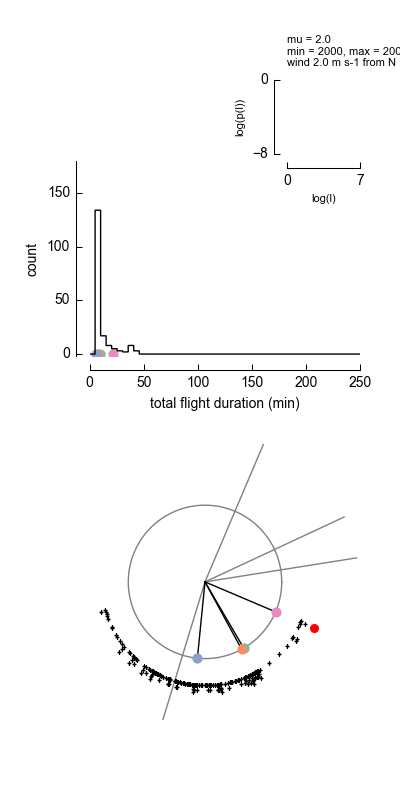 mu = 2.0
min = 2000, max = 200
wind 2.0 m s-1 from N
0
log(p(l))
−8
0 7
log(l)
150
100
50
0
count
0 50 100 150 200 250
total flight duration (min)